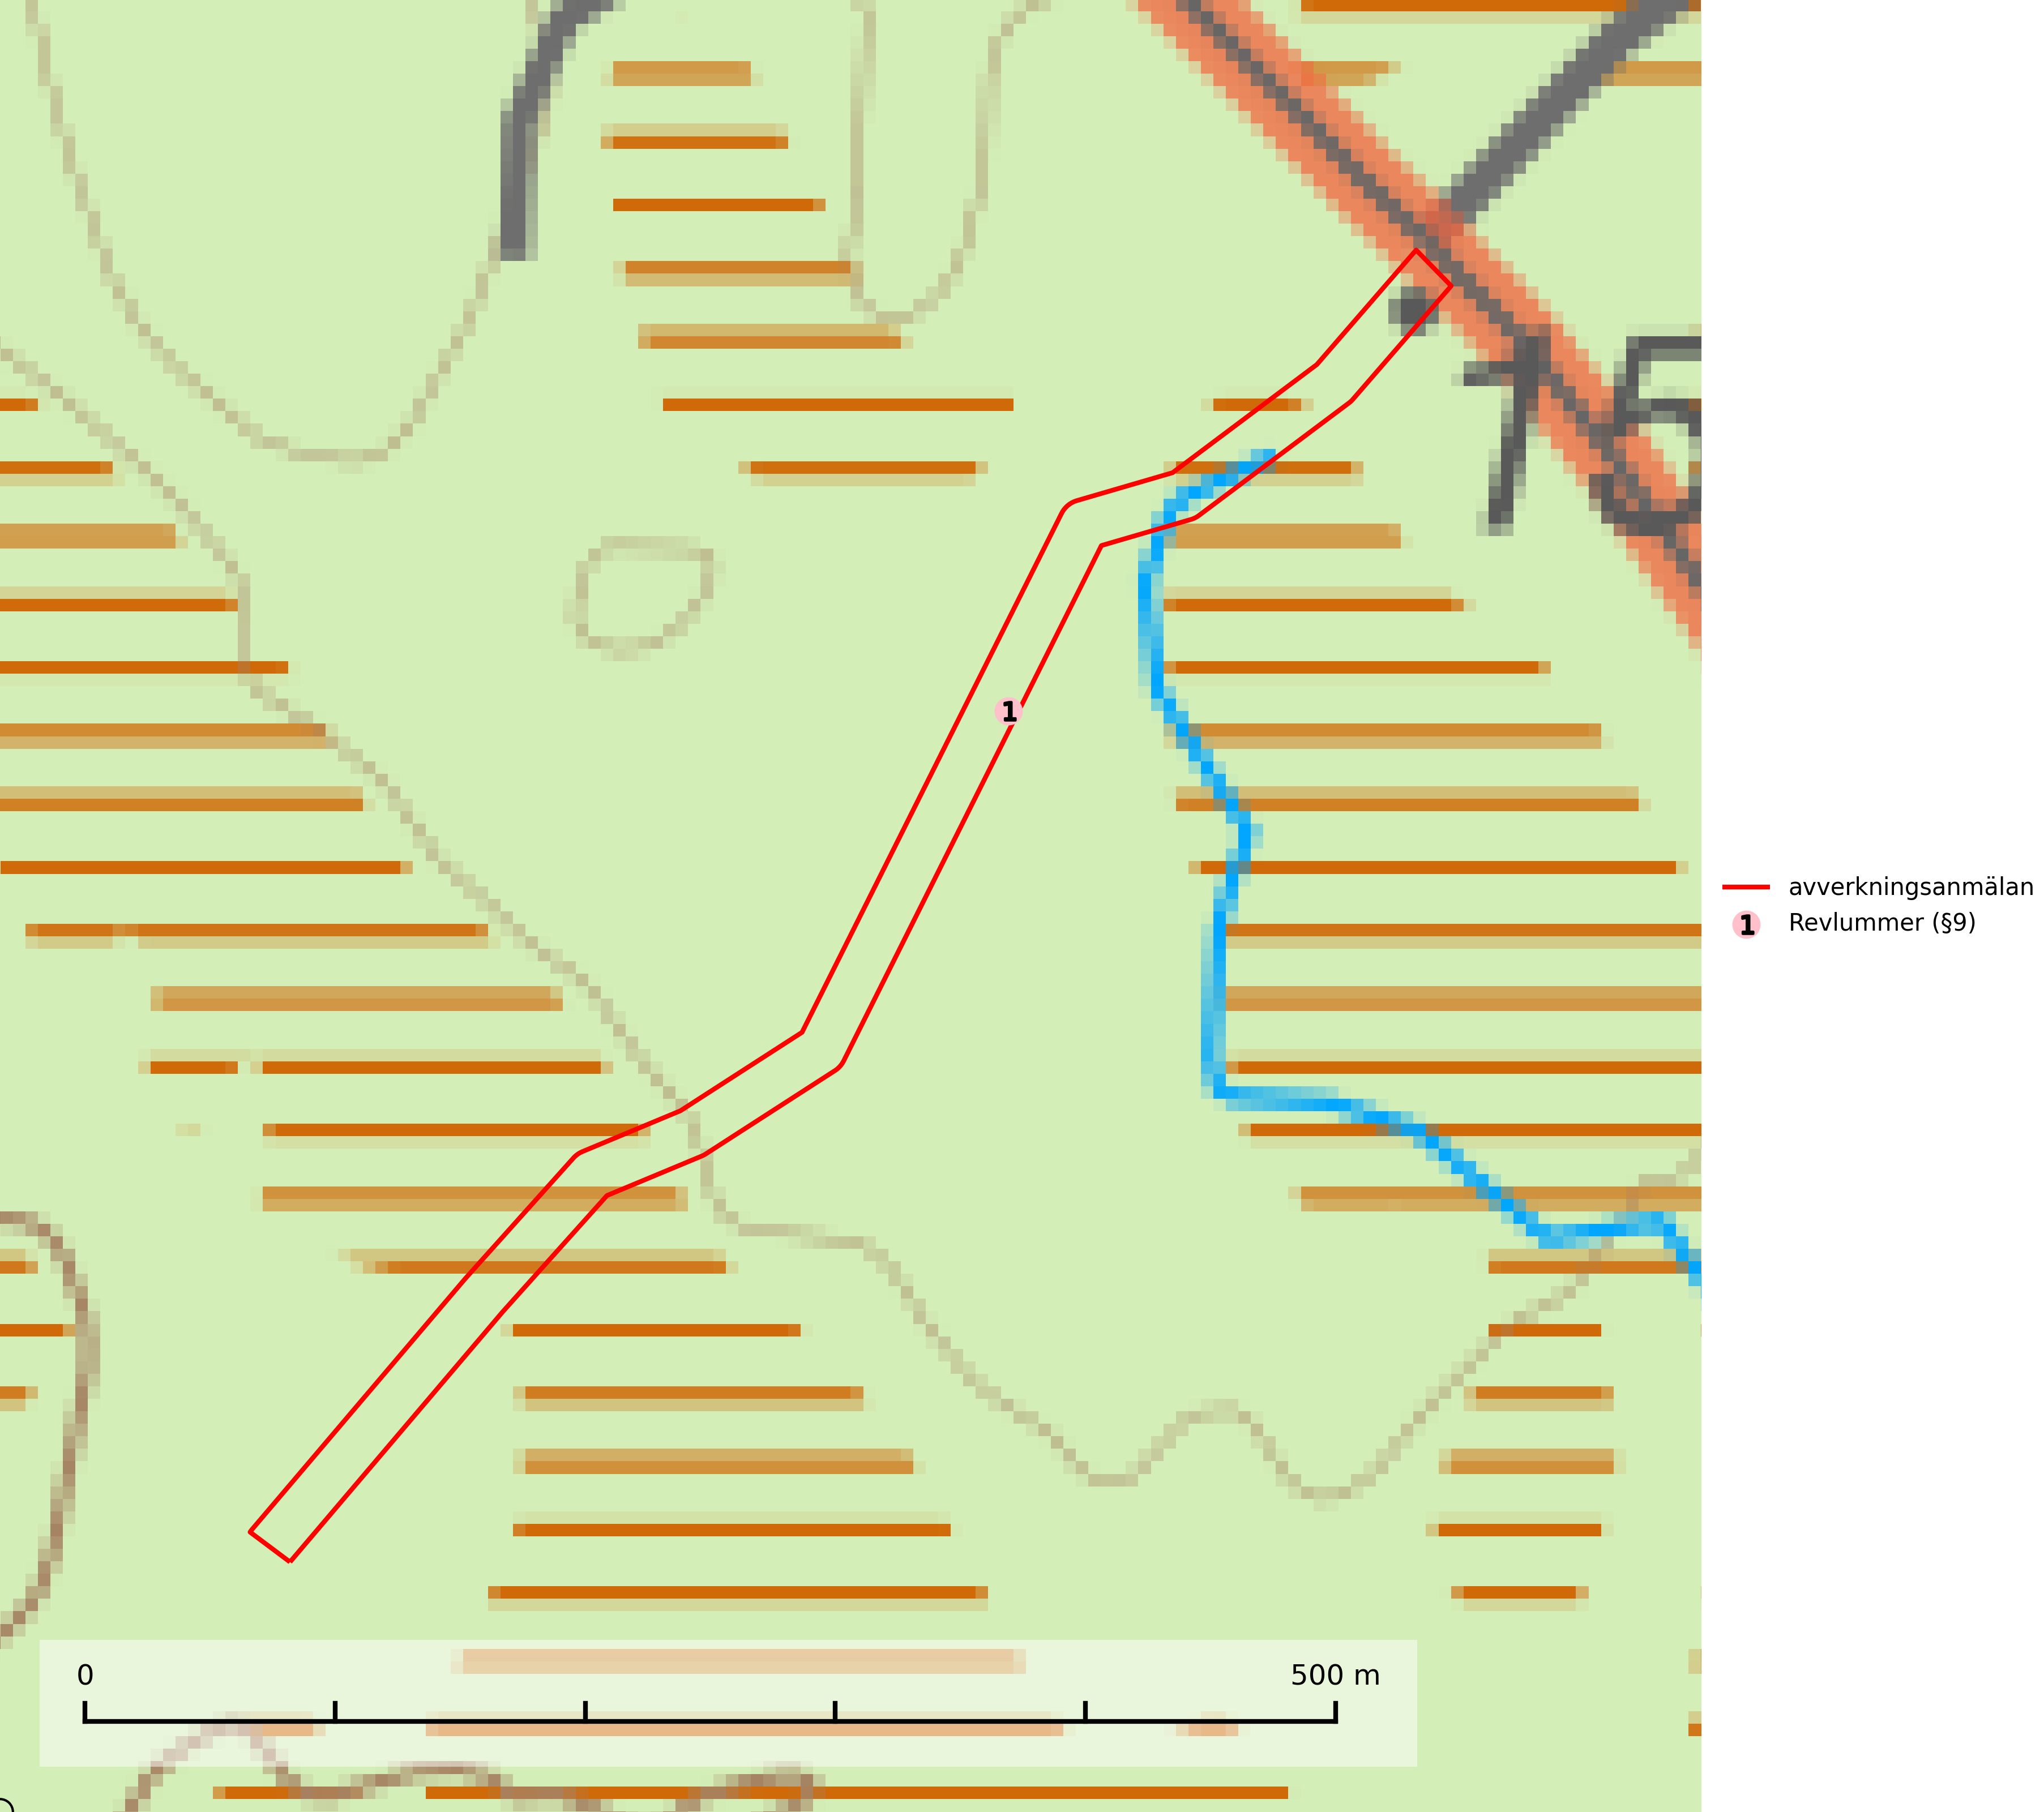 1
avverkningsanmälan
1 Revlummer (§9)
0 500 m